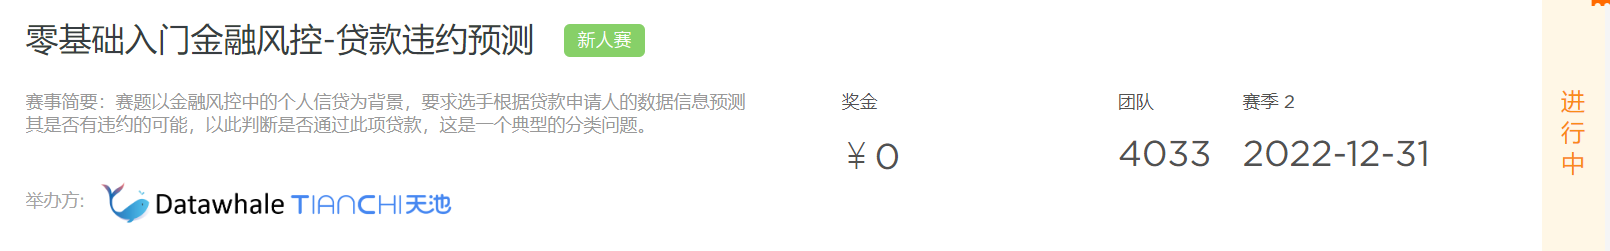 零基础入门金融风控-贷款违约预测
新人赛
赛事简要：赛题以金融风控中的个人信贷为背景，要求选手根据贷款申请人的数据信息预测
其是否有违约的可能，以此判断是否通过此项贷款，这是一个典型的分类问题。
举办方：
Datawhale
TIANCHI天池
奖金
￥0
团队
4033
赛季 2
2022-12-31
进行中